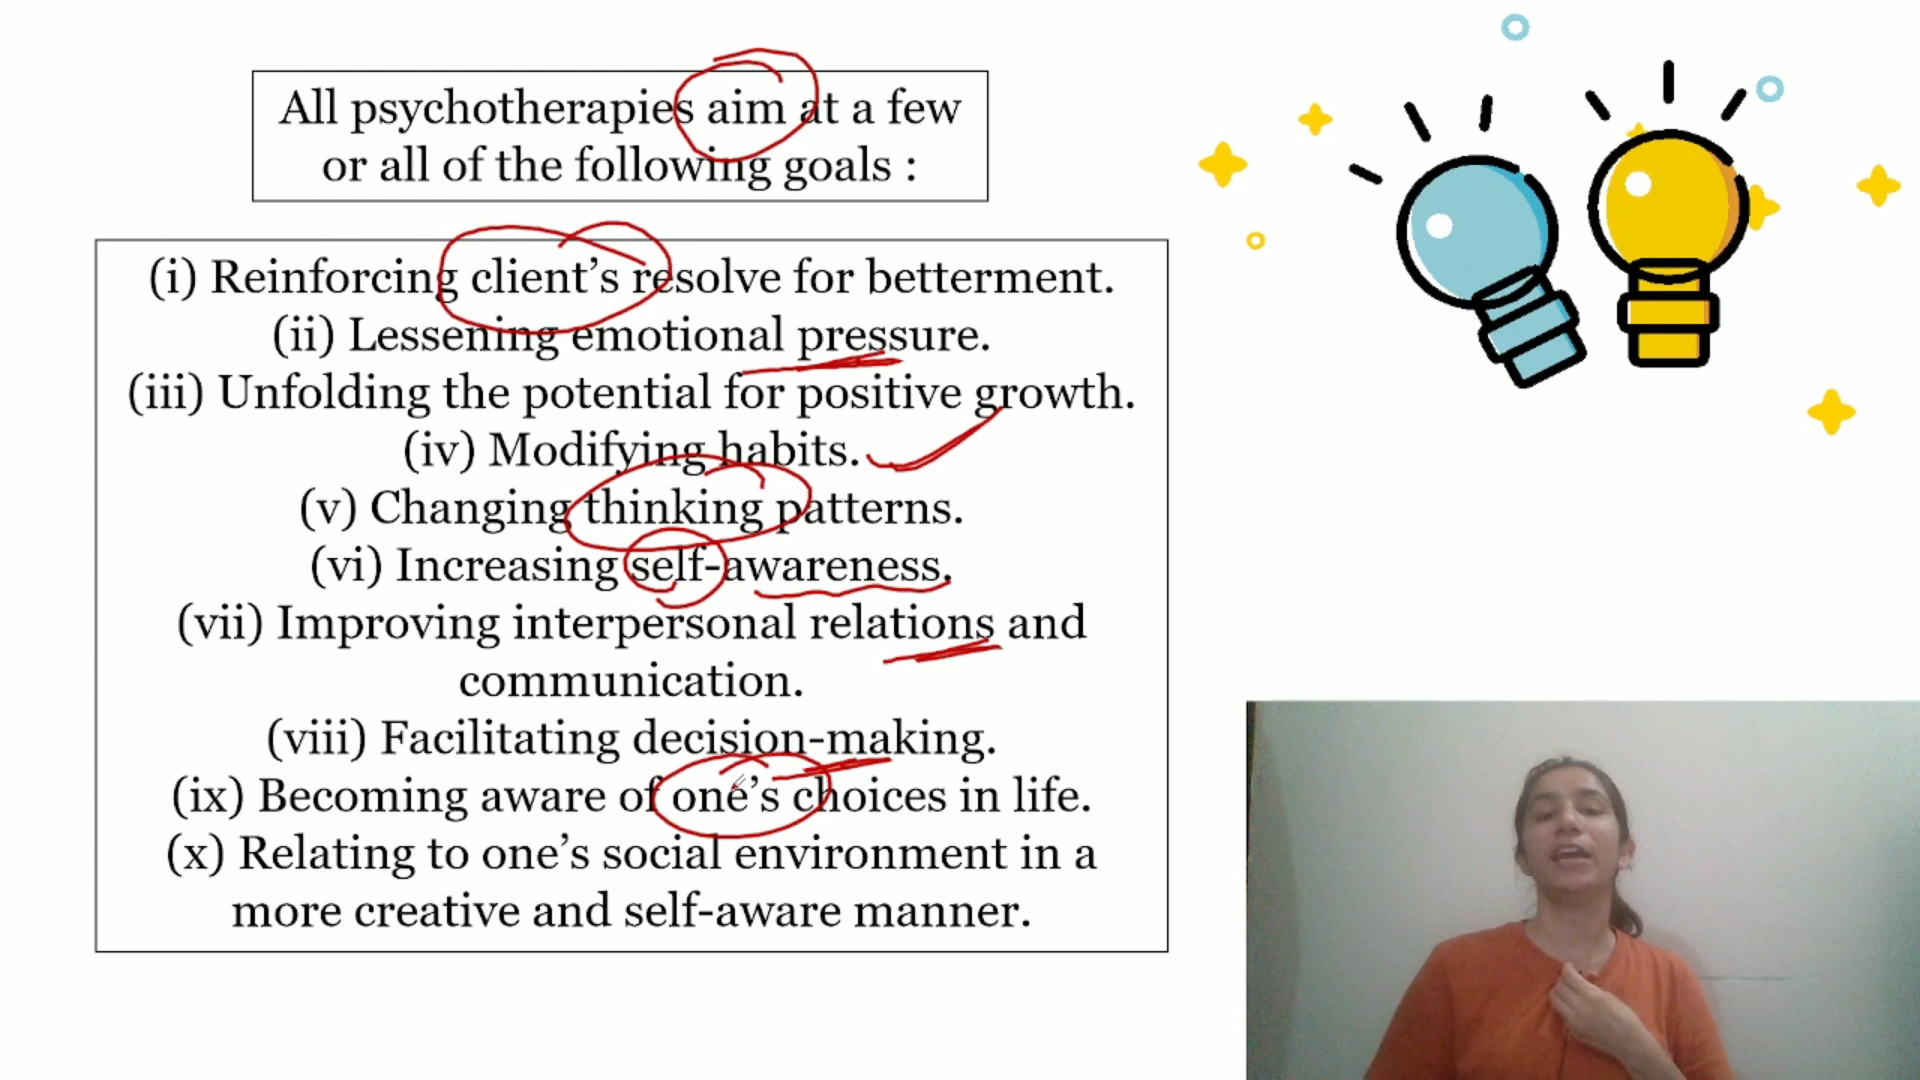 All psychotherapies aim at a few
or all of the following goals :
(i) Reinforcing client’s resolve for betterment.
(ii) Lessening emotional pressure.
(iii) Unfolding the potential for positive growth.
(iv) Modifying habits.
(v) Changing thinking patterns.
(vi) Increasing self-awareness.
(vii) Improving interpersonal relations and
communication.
(viii) Facilitating decision-making.
(ix) Becoming aware of one’s choices in life.
(x) Relating to one’s social environment in a
more creative and self-aware manner.